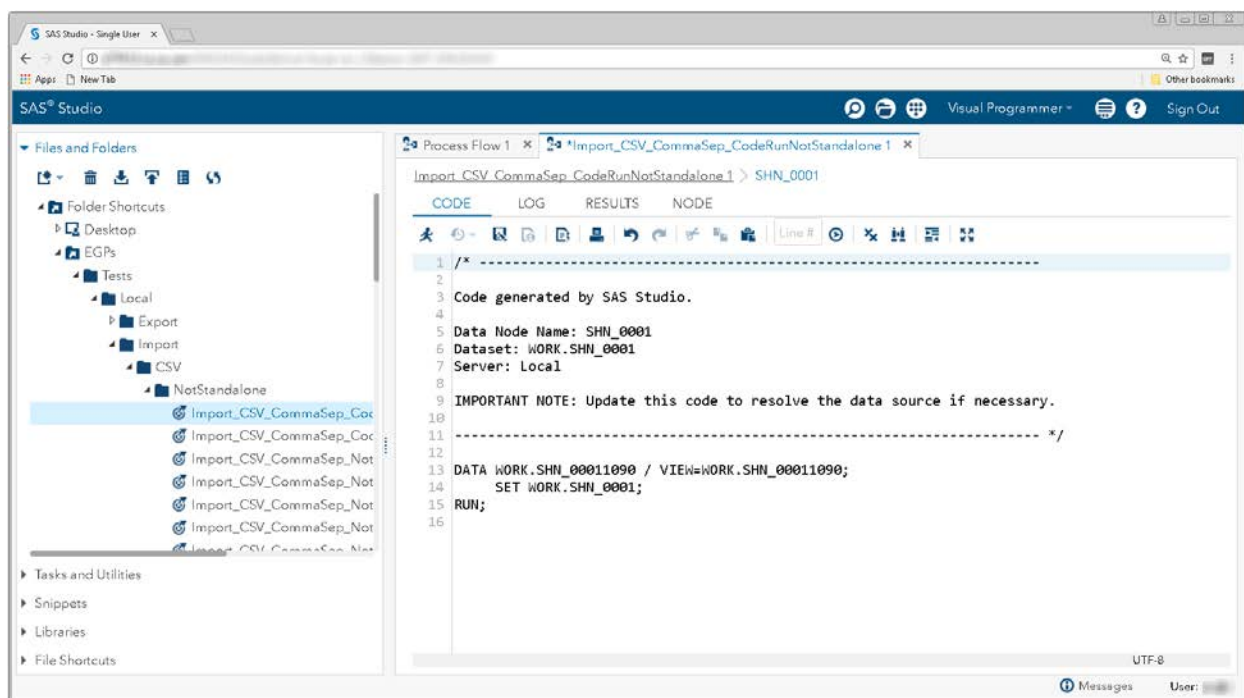 SAS Studio - Single User
Apps New Tab
Other bookmarks
SAS® Studio
Visual Programmer
Sign Out
Files and Folders
Folder Shortcuts
Desktop
EGPs
Tests
Local
Export
Import
CSV
NotStandalone
Import_CSV_CommaSep_Coc
Import_CSV_CommaSep_Coc
Import_CSV_CommaSep_Not
Import_CSV_CommaSep_Not
Import_CSV_CommaSep_Not
Import_CSV_CommaSep_Not
Import_CSV_CommaSep_Not
Tasks and Utilities
Snippets
Libraries
File Shortcuts
Process Flow 1 *Import_CSV_CommaSep_CodeRunNotStandalone 1
Import_CSV_CommaSep_CodeRunNotStandalone 1 > SHN_0001
CODE LOG RESULTS NODE
Line #
1 /* --------------------------------------------------------------------
2
3 Code generated by SAS Studio.
4
5 Data Node Name: SHN_0001
6 Dataset: WORK.SHN_0001
7 Server: Local
8
9 IMPORTANT NOTE: Update this code to resolve the data source if necessary.
10
11 ----------------------------------------------------------------------- */
12
13 DATA WORK.SHN_00011090 / VIEW=WORK.SHN_00011090;
14 SET WORK.SHN_0001;
15 RUN;
16
UTF-8
Messages User: